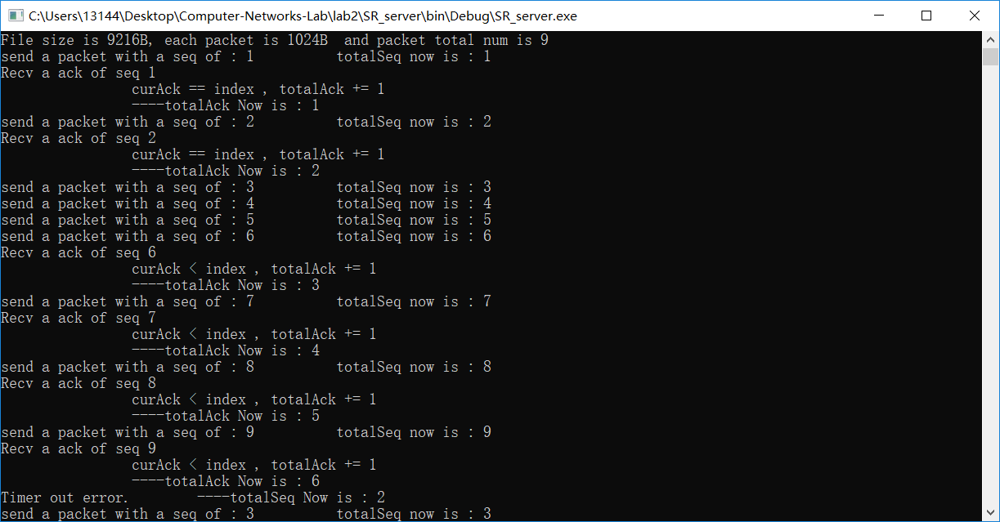 C:\Users\13144\Desktop\Computer-Networks-Lab\lab2\SR_server\bin\Debug\SR_server.exe
File size is 9216B, each packet is 1024B  and packet total num is 9
send a packet with a seq of : 1          totalSeq now is : 1
Recv a ack of seq 1
                curAck == index , totalAck += 1
                ----totalAck Now is : 1
send a packet with a seq of : 2          totalSeq now is : 2
Recv a ack of seq 2
                curAck == index , totalAck += 1
                ----totalAck Now is : 2
send a packet with a seq of : 3          totalSeq now is : 3
send a packet with a seq of : 4          totalSeq now is : 4
send a packet with a seq of : 5          totalSeq now is : 5
send a packet with a seq of : 6          totalSeq now is : 6
Recv a ack of seq 6
                curAck < index , totalAck += 1
                ----totalAck Now is : 3
send a packet with a seq of : 7          totalSeq now is : 7
Recv a ack of seq 7
                curAck < index , totalAck += 1
                ----totalAck Now is : 4
send a packet with a seq of : 8          totalSeq now is : 8
Recv a ack of seq 8
                curAck < index , totalAck += 1
                ----totalAck Now is : 5
send a packet with a seq of : 9          totalSeq now is : 9
Recv a ack of seq 9
                curAck < index , totalAck += 1
                ----totalAck Now is : 6
Timer out error.        ----totalSeq Now is : 2
send a packet with a seq of : 3          totalSeq now is : 3